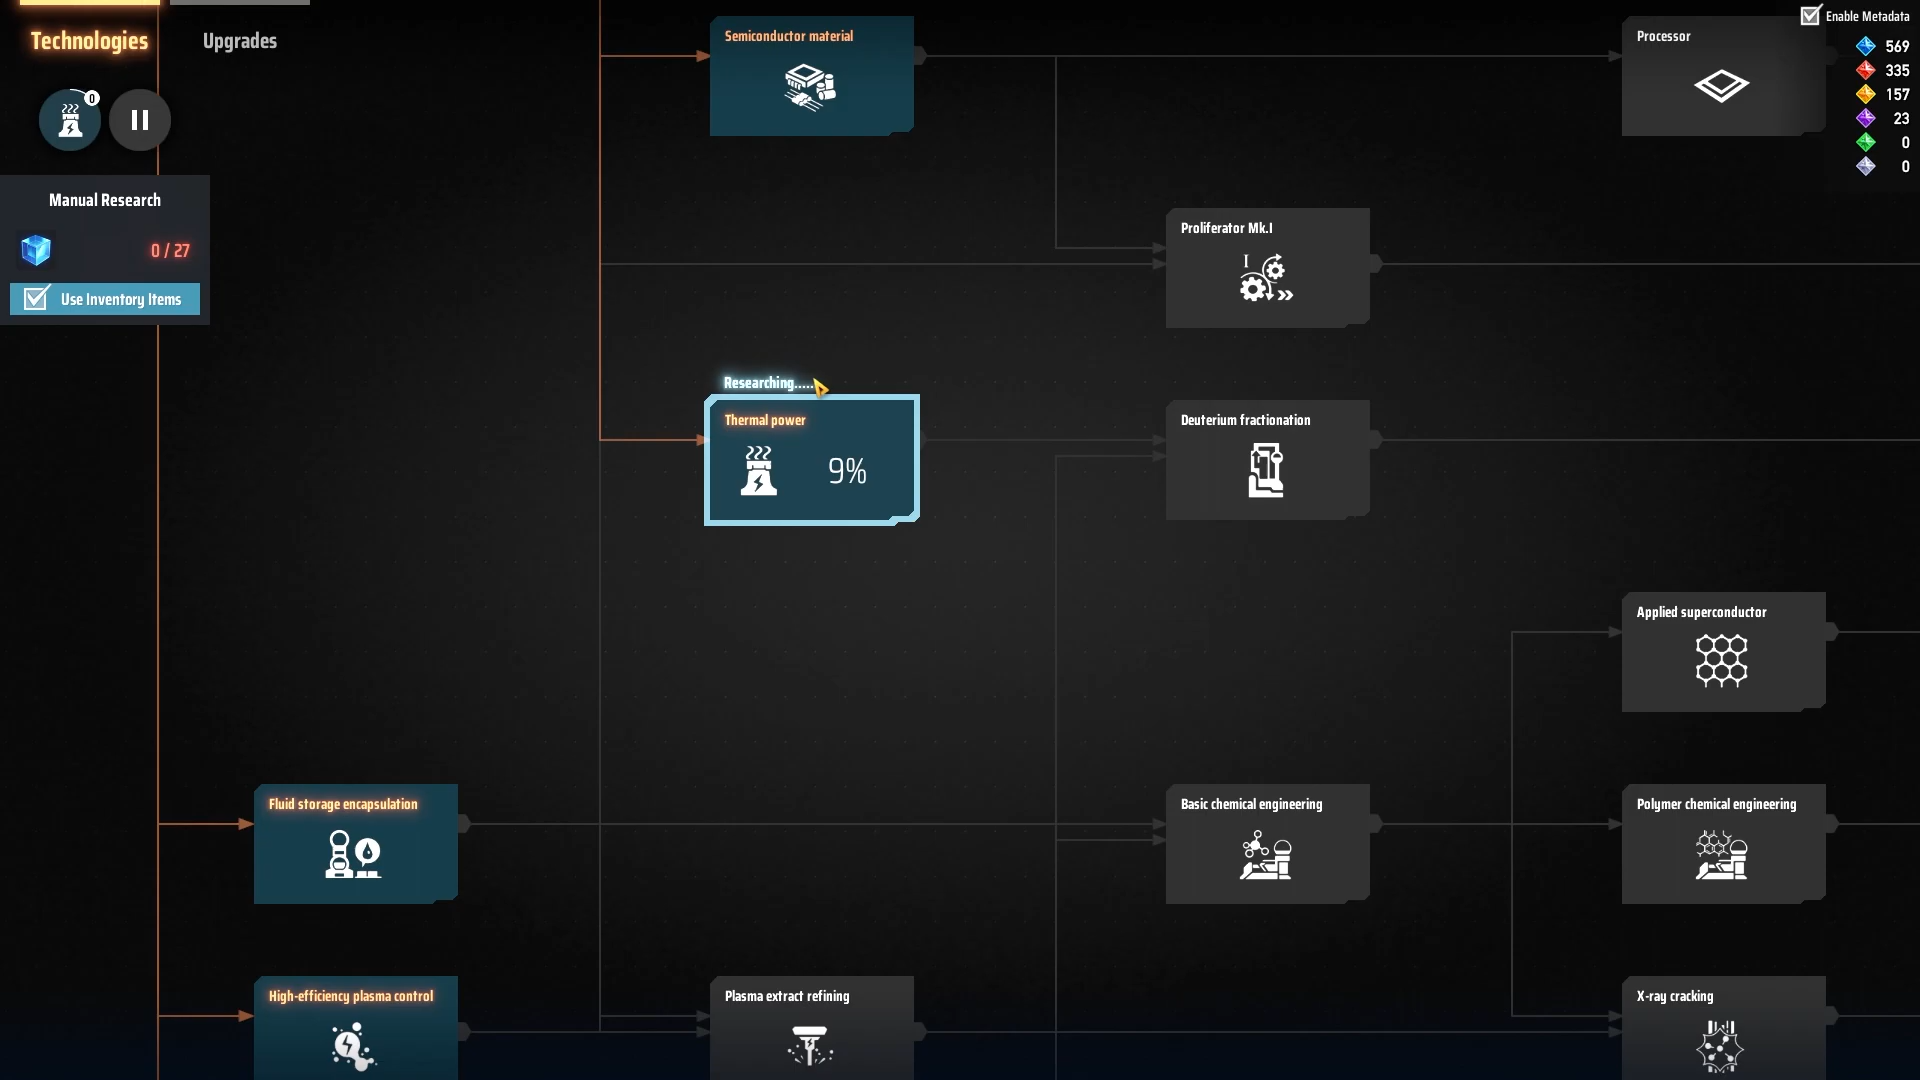 Technologies
Upgrades
0
Manual Research
0 / 27
Use Inventory Items
Enable Metadata
569
335
157
23
0
0
Semiconductor material
Processor
Proliferator Mk.I
I
Researching.....
Thermal power
9%
Deuterium fractionation
Applied superconductor
Fluid storage encapsulation
Basic chemical engineering
Polymer chemical engineering
High-efficiency plasma control
Plasma extract refining
X-ray cracking